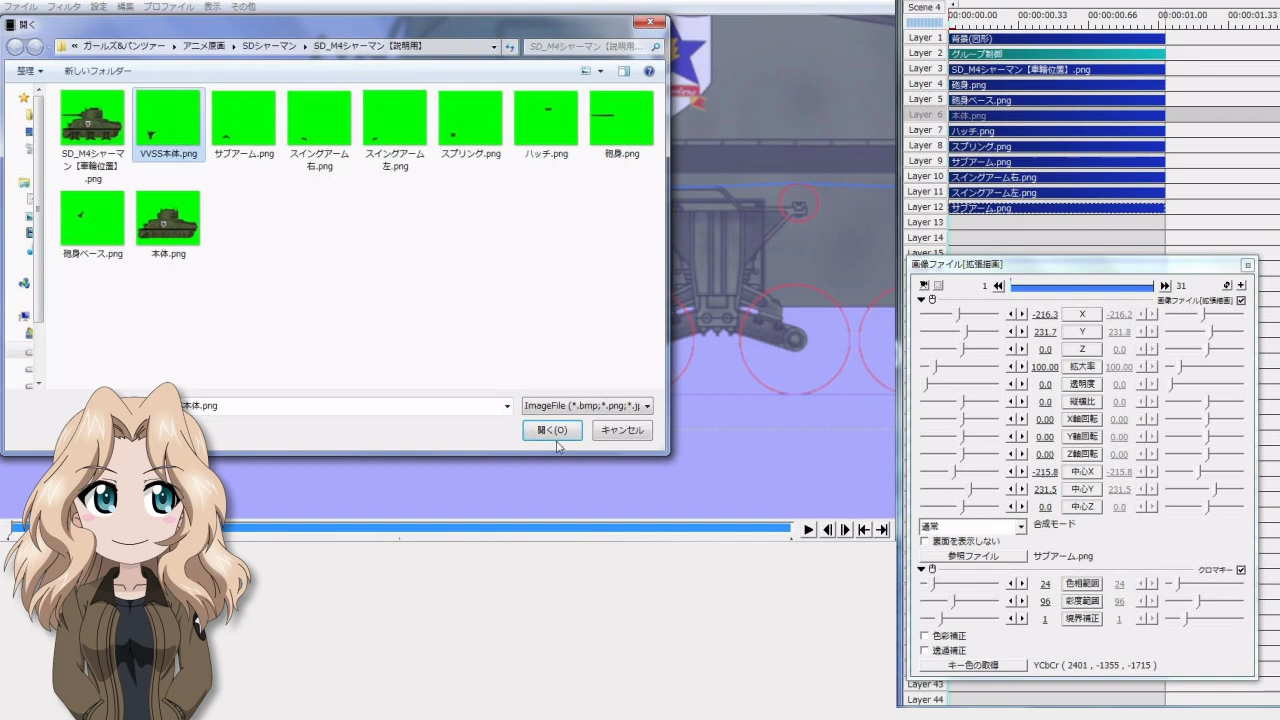 ファイル フィルタ 設定 編集 プロファイル 表示 その他
開く
« ガールズ&パンツァー ▸ アニメ原画 ▸ M4シャーマン ▸ SD_M4シャーマン【説明用】
SD_M4シャーマン【説明用...
整理 ▼ 新しいフォルダー
SD_M4シャーマン【車輪位置】.png
VVSS本体.png
サブアーム.png
スイングアーム右.png
スイングアーム左.png
スプリング.png
ハッチ.png
砲身.png
砲身ベース.png
本体.png
本体.png
ImageFile (*.bmp;*.png;*.j
開く(O) キャンセル
Scene 4
00:00:00.00 00:00:00.33 00:00:00.66 00:00:01.00 00:00:01.32
Layer 1 背景(図形)
Layer 2 グループ制御
Layer 3 SD_M4シャーマン【車輪位置】.png
Layer 4 砲身.png
Layer 5 砲身ベース.png
Layer 6 本体.png
Layer 7 ハッチ.png
Layer 8 スプリング.png
Layer 9 サブアーム.png
Layer 10 スイングアーム右.png
Layer 11 スイングアーム左.png
Layer 12 サブアーム.png
Layer 13
Layer 14
Layer 15
画像ファイル[拡張描画]
1 31
画像ファイル[拡張描画]
-216.3 X -216.2
231.7 Y 231.8
0.0 Z 0.0
100.00 拡大率 100.00
0.0 透明度 0.0
0.0 縦横比 0.0
0.00 X軸回転 0.00
0.00 Y軸回転 0.00
0.00 Z軸回転 0.00
-215.8 中心X -215.8
231.5 中心Y 231.5
0.0 中心Z 0.0
通常 合成モード
裏面を表示しない
参照ファイル サブアーム.png
クロマキー
24 色相範囲 24
96 彩度範囲 96
1 境界補正 1
色彩補正
透過補正
キー色の取得 YCbCr ( 2401 , -1355 , -1715 )
Layer 43
Layer 44